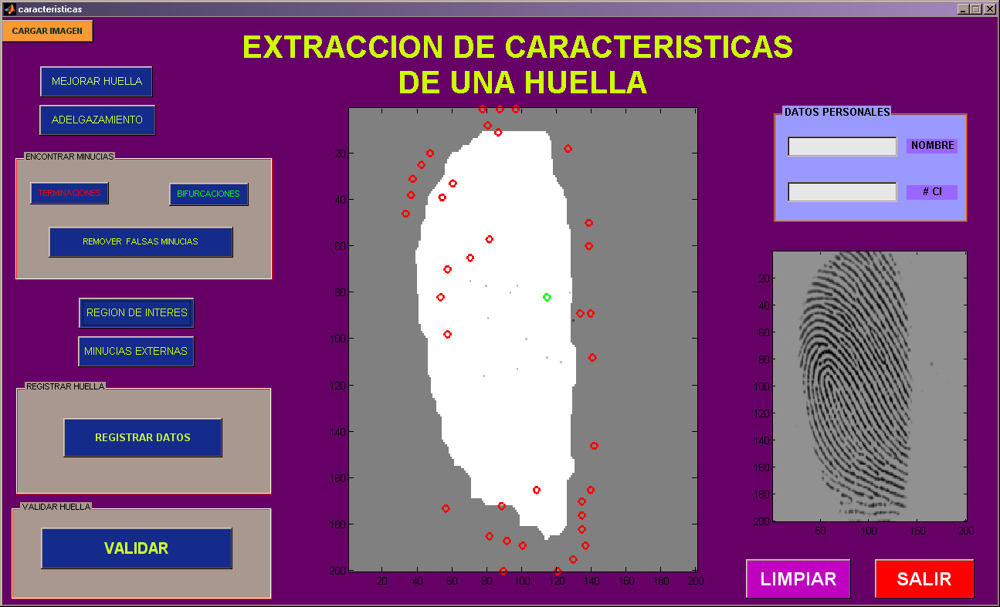 caracteristicas
CARGAR IMAGEN
EXTRACCION DE CARACTERISTICAS
DE UNA HUELLA
MEJORAR HUELLA
ADELGAZAMIENTO
ENCONTRAR MINUCIAS
TERMINACIONES
BIFURCACIONES
REMOVER FALSAS MINUCIAS
REGION DE INTERES
MINUCIAS EXTERNAS
REGISTRAR HUELLA
REGISTRAR DATOS
VALIDAR HUELLA
VALIDAR
20
40
60
80
100
120
140
160
180
200
20 40 60 80 100 120 140 160 180 200
DATOS PERSONALES
NOMBRE
# CI
20
40
60
80
100
120
140
160
180
200
50 100 150 200
LIMPIAR
SALIR